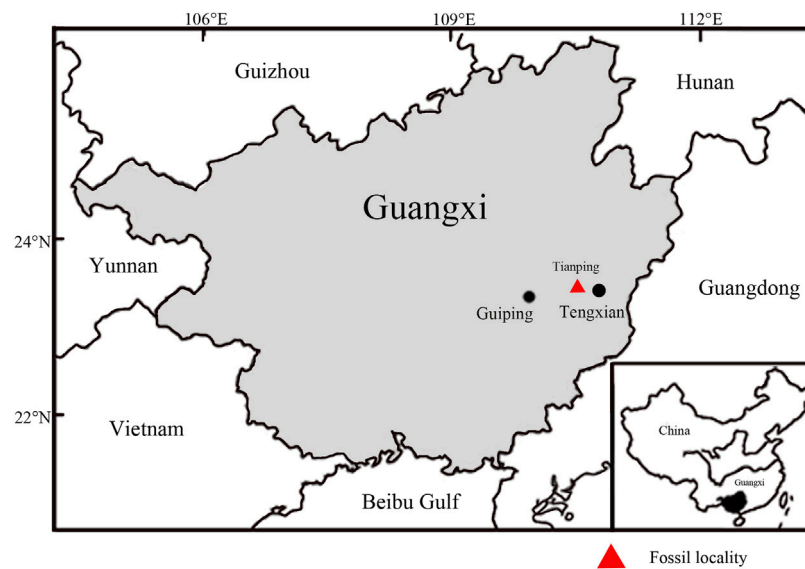 106°E 109°E 112°E
Guizhou
Hunan
Guangxi
24°N
Yunnan
Tianping
Guangdong
Guiping
Tengxian
22°N
Vietnam
China
Guangxi
Beibu Gulf
Fossil locality